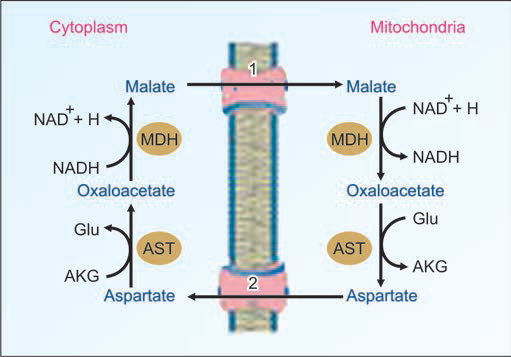 Cytoplasm
Mitochondria
1
Malate
Malate
NAD+ + H
NAD+ + H
MDH
MDH
NADH
NADH
Oxaloacetate
Oxaloacetate
Glu
Glu
AST
AST
AKG
AKG
2
Aspartate
Aspartate